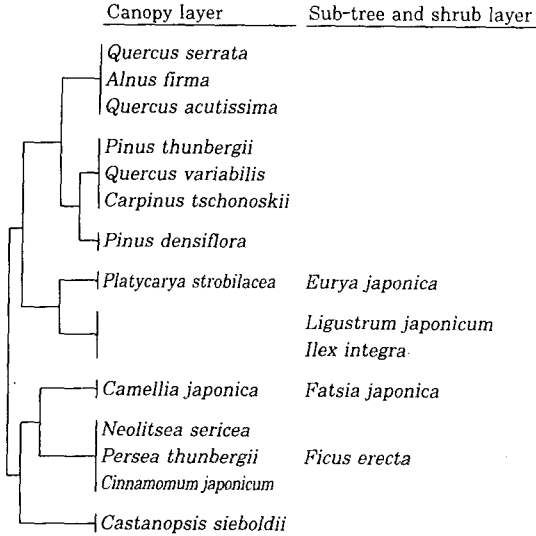 Canopy layer Sub-tree and shrub layer
Quercus serrata
Alnus firma
Quercus acutissima
Pinus thunbergii
Quercus variabilis
Carpinus tschonoskii
Pinus densiflora
Platycarya strobilacea Eurya japonica
Ligustrum japonicum
Ilex integra
Camellia japonica Fatsia japonica
Neolitsea sericea
Persea thunbergii Ficus erecta
Cinnamomum japonicum
Castanopsis sieboldii